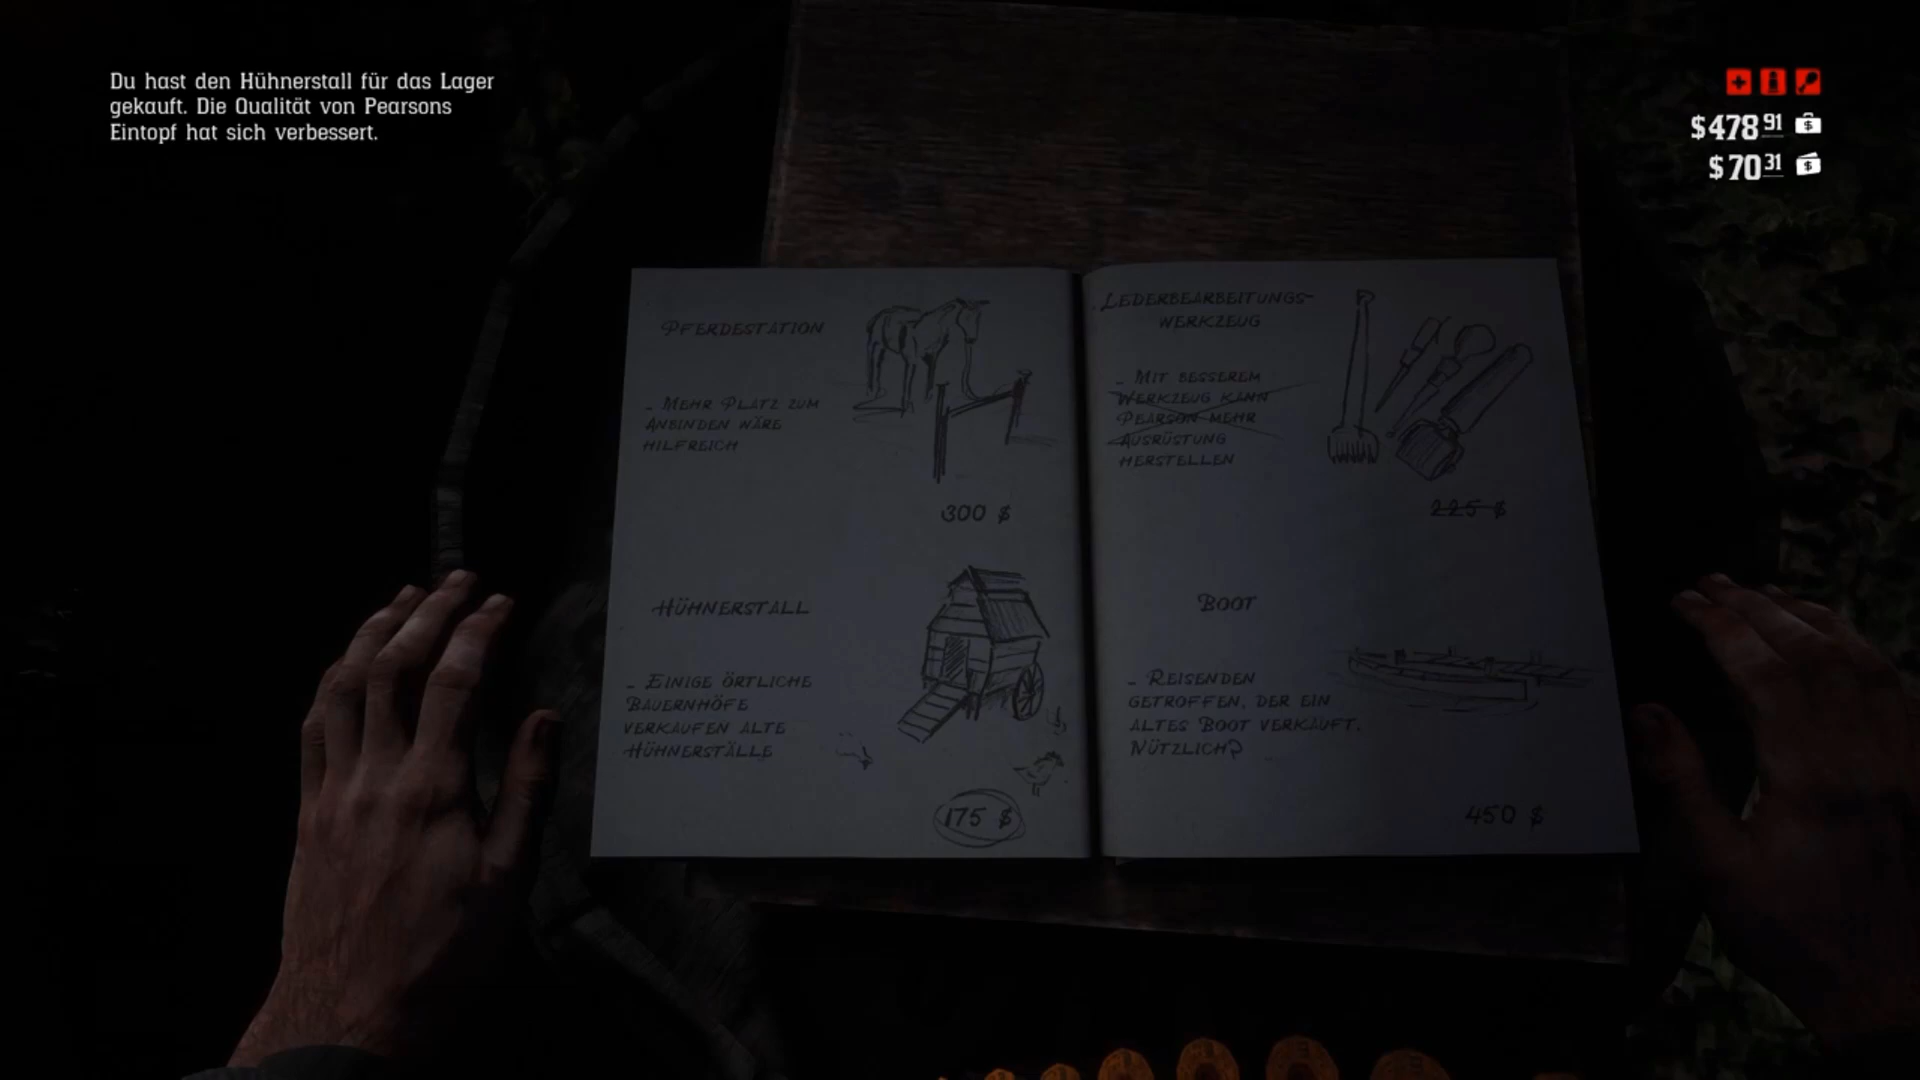 Du hast den Hühnerstall für das Lager
gekauft. Die Qualität von Pearsons
Eintopf hat sich verbessert.
$478 91
$70 31
PFERDESTATION
- MEHR PLATZ ZUM
ANBINDEN WÄRE
HILFREICH
300 $
HÜHNERSTALL
- EINIGE ÖRTLICHE
BAUERNHÖFE
VERKAUFEN ALTE
HÜHNERSTÄLLE
175 $
LEDERBEARBEITUNGS-
WERKZEUG
- MIT BESSEREM
WERKZEUG KANN
PEARSON MEHR
AUSRÜSTUNG
HERSTELLEN
225 $
BOOT
- REISENDEN
GETROFFEN, DER EIN
ALTES BOOT VERKAUFT.
NÜTZLICH?
450 $